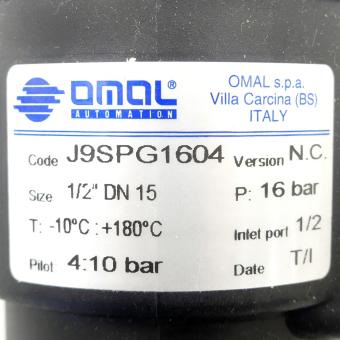 OMAL®
AUTOMATION
OMAL s.p.a.
Villa Carcina (BS)
ITALY
Code J9SPG1604 Version N.C.
Size 1/2" DN 15 P: 16 bar
T: -10°C : +180°C Inlet port 1/2
Pilot: 4:10 bar Date T/I